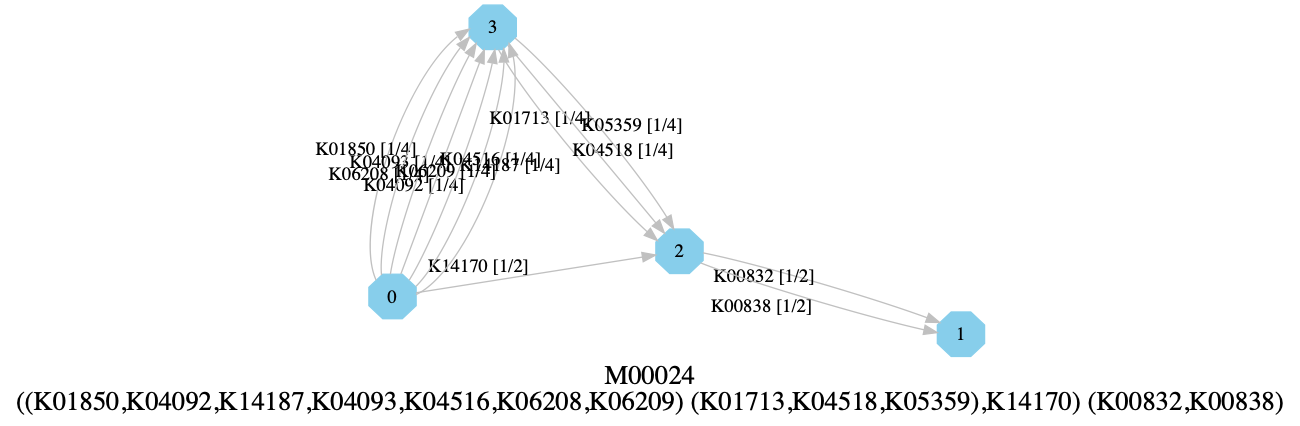 3
K01713 [1/4]
K05359 [1/4]
K01850 [1/4]
K04518 [1/4]
K04093 [1/4]
K04516 [1/4]
K06208 [1/4]
K06209 [1/4]
K14187 [1/4]
K04092 [1/4]
2
K14170 [1/2]
K00832 [1/2]
0
K00838 [1/2]
1
M00024
((K01850,K04092,K14187,K04093,K04516,K06208,K06209) (K01713,K04518,K05359),K14170) (K00832,K00838)